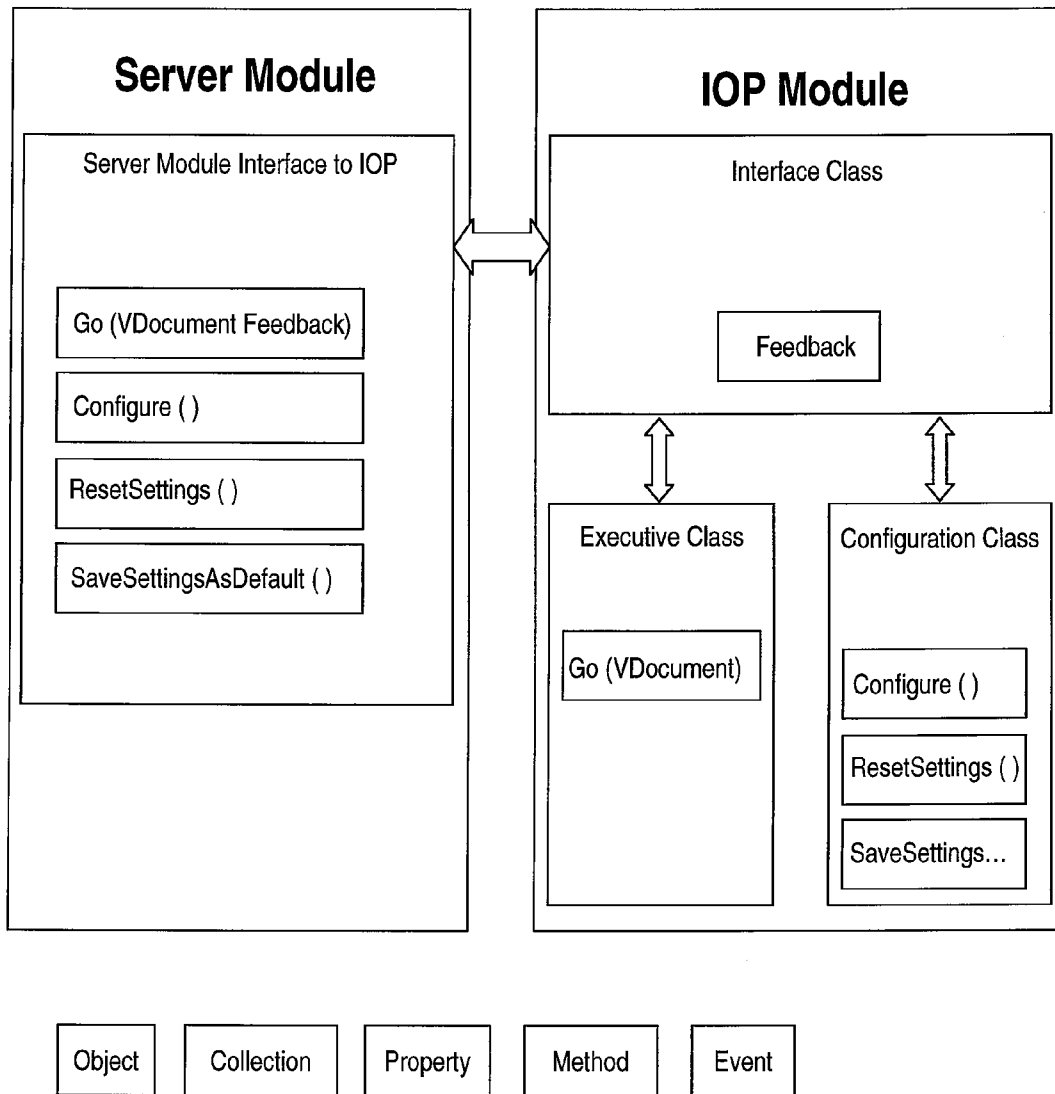 Server Module
Server Module Interface to IOP
Go (VDocument Feedback)
Configure ( )
ResetSettings ( )
SaveSettingsAsDefault ( )
IOP Module
Interface Class
Feedback
Executive Class
Go (VDocument)
Configuration Class
Configure ( )
ResetSettings ( )
SaveSettings...
Object
Collection
Property
Method
Event